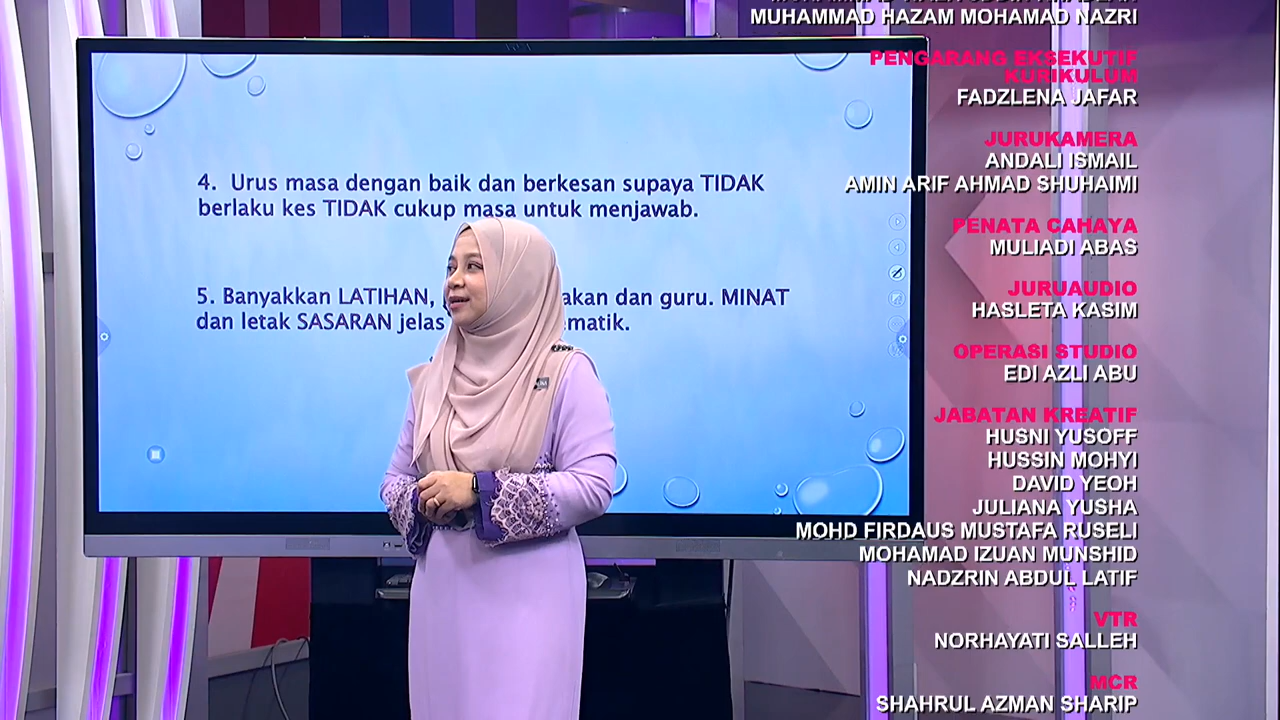 4. Urus masa dengan baik dan berkesan supaya TIDAK
berlaku kes TIDAK cukup masa untuk menjawab.
5. Banyakkan LATIHAN, akan dan guru. MINAT
dan letak SASARAN jelas ematik.
MUHAMMAD HAZAM MOHAMAD NAZRI
PENGARANG EKSEKUTIF
KURIKULUM
FADZLENA JAFAR
JURUKAMERA
ANDALI ISMAIL
AMIN ARIF AHMAD SHUHAIMI
PENATA CAHAYA
MULIADI ABAS
JURUAUDIO
HASLETA KASIM
OPERASI STUDIO
EDI AZLI ABU
JABATAN KREATIF
HUSNI YUSOFF
HUSSIN MOHYI
DAVID YEOH
JULIANA YUSHA
MOHD FIRDAUS MUSTAFA RUSELI
MOHAMAD IZUAN MUNSHID
NADZRIN ABDUL LATIF
VTR
NORHAYATI SALLEH
MCR
SHAHRUL AZMAN SHARIP